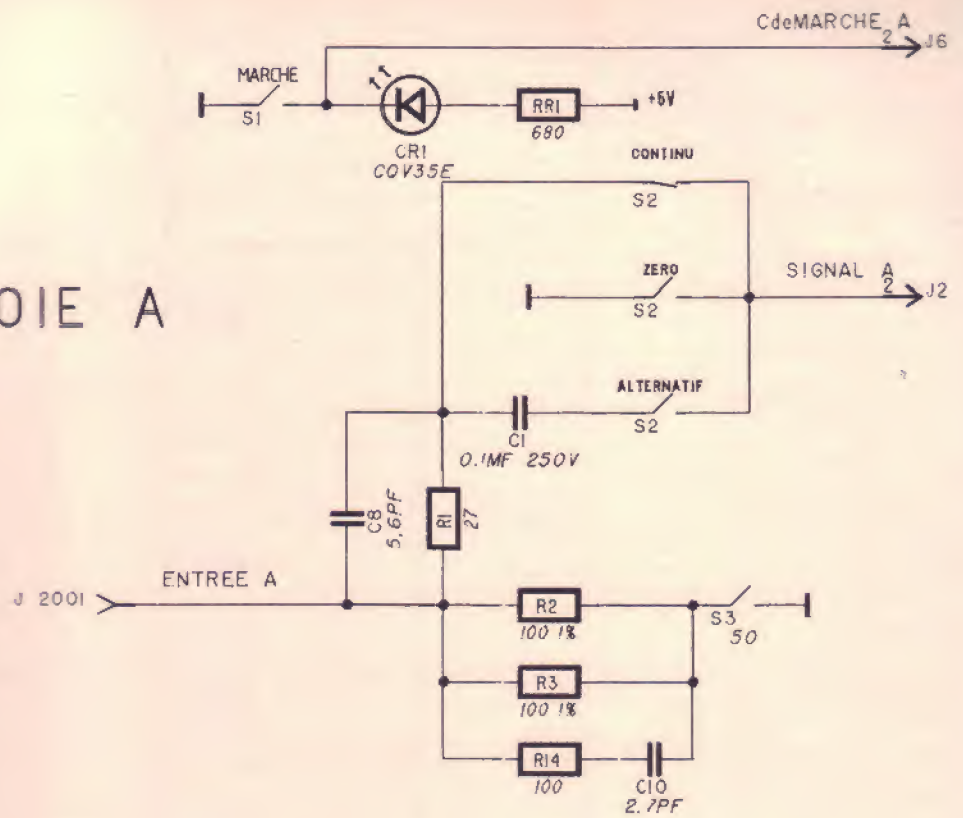 CdeMARCHE A
2
J6
MARCHE
S1
CR1
CQV35E
RR1
680
+5V
CONTINU
S2
ZERO
S2
SIGNAL A
2
J2
OIE A
ALTERNATIF
S2
C1
0.1MF 250V
C8
5,6PF
R1
27
J 2001
ENTREE A
R2
100 1%
S3
50
R3
100 1%
R14
100
C10
2.7PF